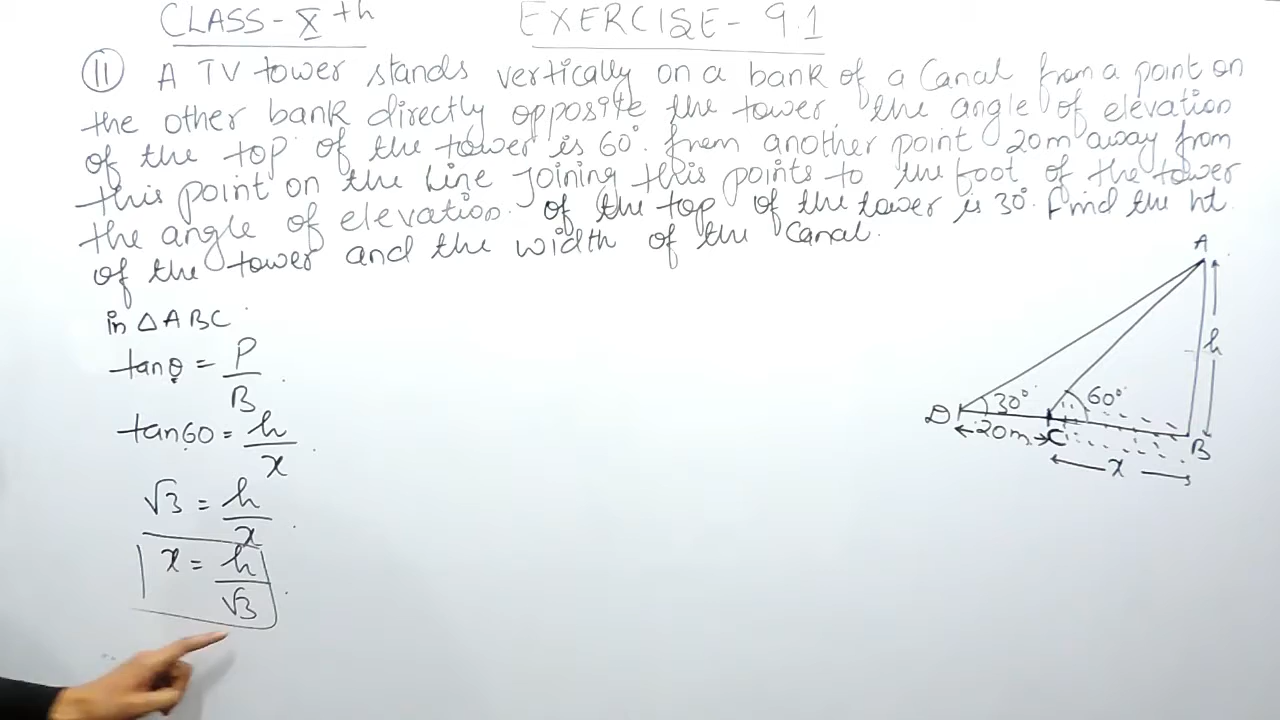 CLASS - Xth EXERCISE - 9.1
(11) A TV tower stands vertically on a bank of a Canal from a point on
the other bank directly opposite the tower, the angle of elevation
of the top of the tower is 60°. from another point 20m away from
this point on the line joining this points to the foot of the tower
the angle of elevation. of the top of the tower is 30°. Find the ht.
of the tower and the width of the Canal.
in △ABC
tanθ = P/B
tan60 = h/x
√3 = h/x
x = h/√3
A
h
D 30° 60°
20m C B
x